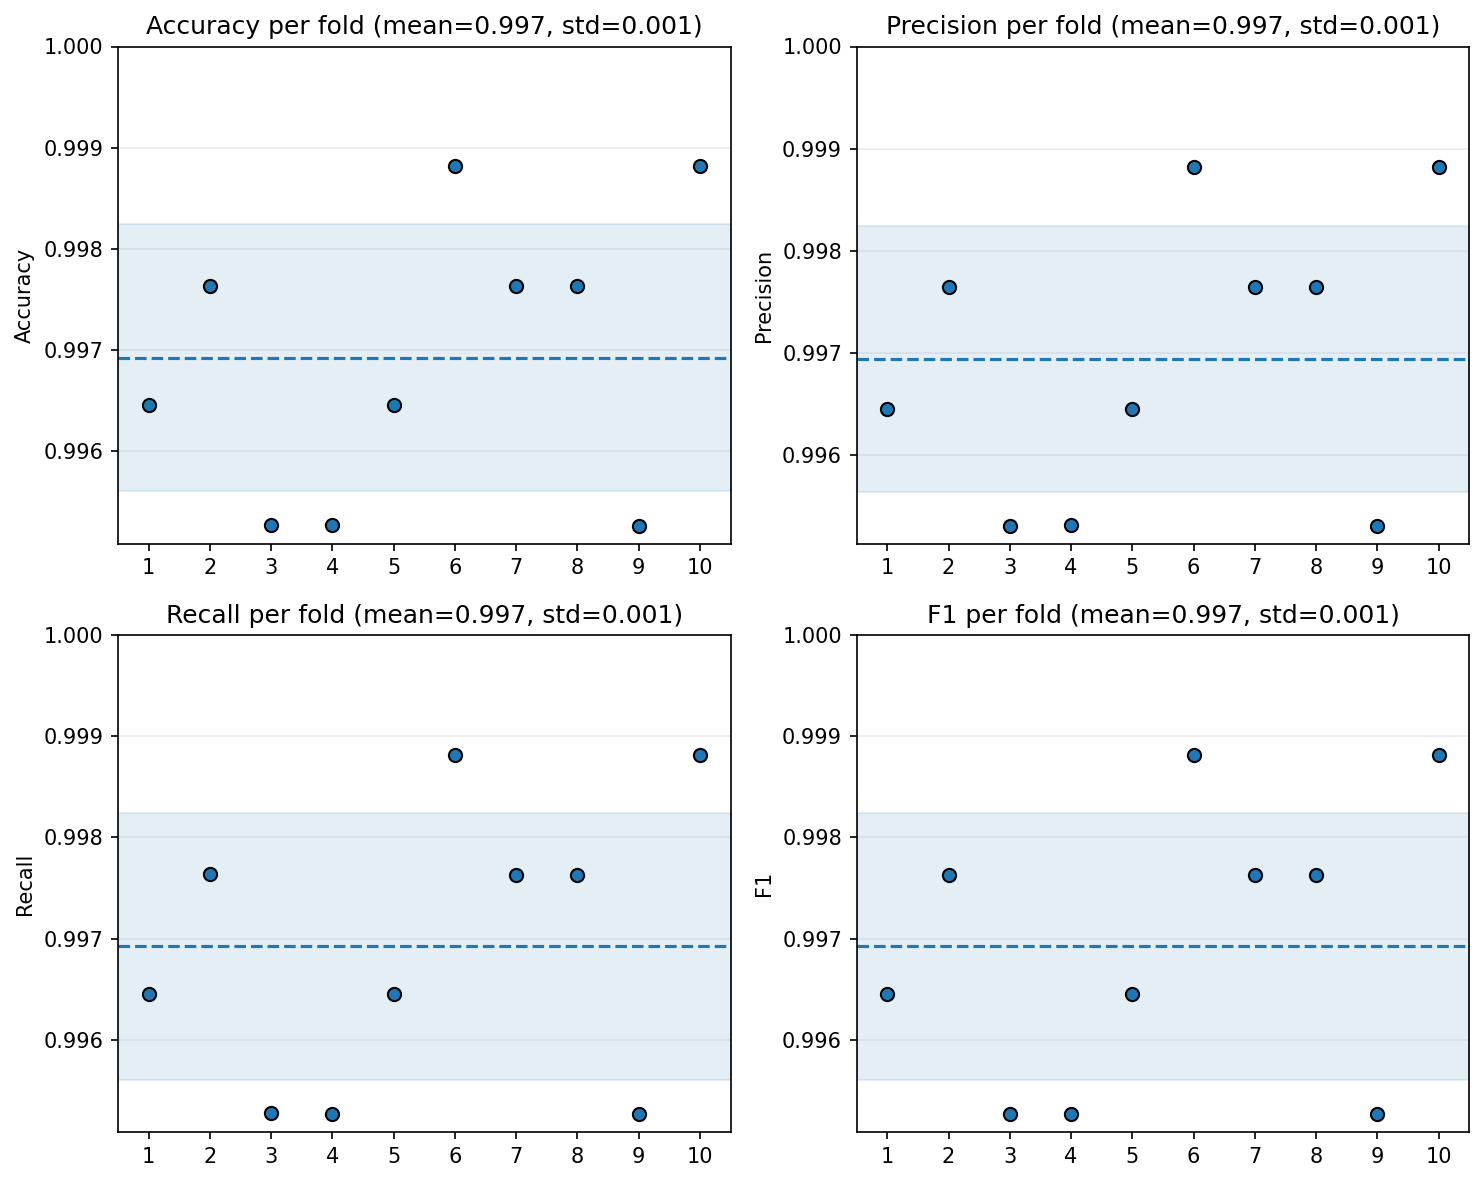 Accuracy per fold (mean=0.997, std=0.001)
1.000
0.999
0.998
0.997
0.996
Accuracy
1 2 3 4 5 6 7 8 9 10
Precision per fold (mean=0.997, std=0.001)
1.000
0.999
0.998
0.997
0.996
Precision
1 2 3 4 5 6 7 8 9 10
Recall per fold (mean=0.997, std=0.001)
1.000
0.999
0.998
0.997
0.996
Recall
1 2 3 4 5 6 7 8 9 10
F1 per fold (mean=0.997, std=0.001)
1.000
0.999
0.998
0.997
0.996
F1
1 2 3 4 5 6 7 8 9 10